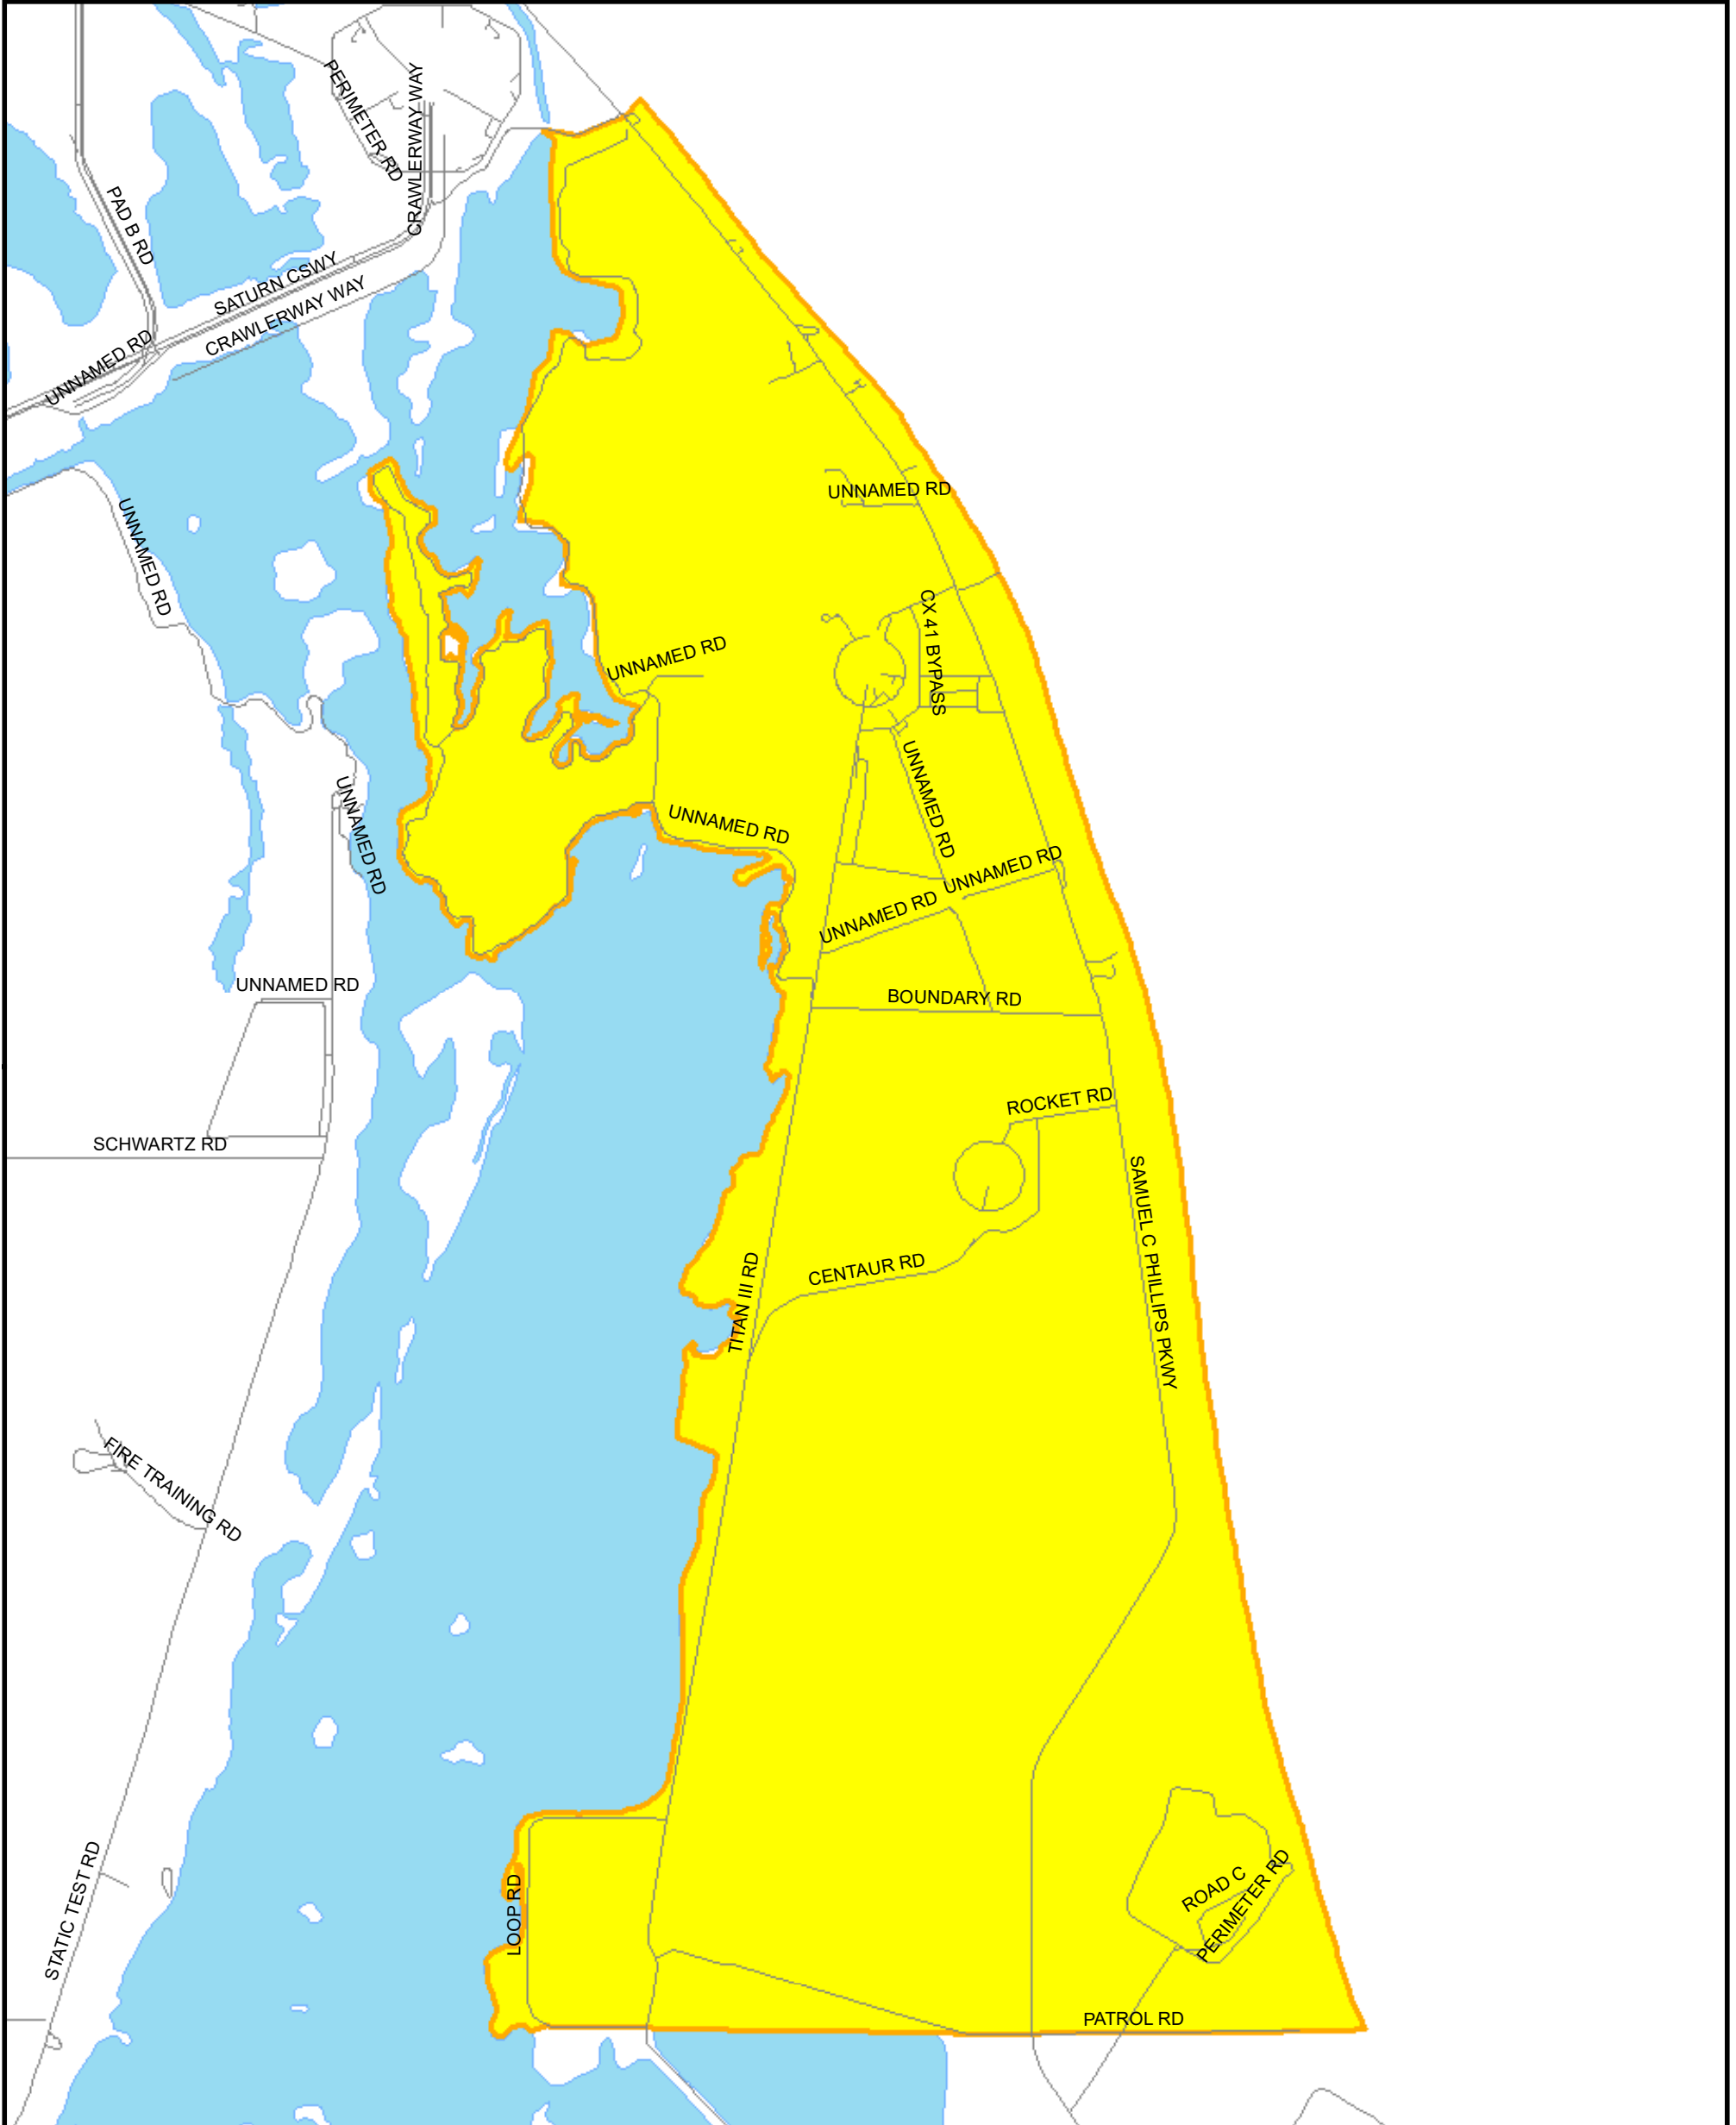 PERIMETER RD
CRAWLERWAY WAY
PAD B RD
SATURN CSWY
CRAWLERWAY WAY
UNNAMED RD
UNNAMED RD
UNNAMED RD
CX 41 BYPASS
UNNAMED RD
UNNAMED RD
UNNAMED RD
UNNAMED RD
UNNAMED RD
UNNAMED RD
UNNAMED RD
UNNAMED RD
BOUNDARY RD
ROCKET RD
SCHWARTZ RD
SAMUEL C PHILLIPS PKWY
TITAN III RD
CENTAUR RD
FIRE TRAINING RD
STATIC TEST RD
LOOP RD
ROAD C
PERIMETER RD
PATROL RD